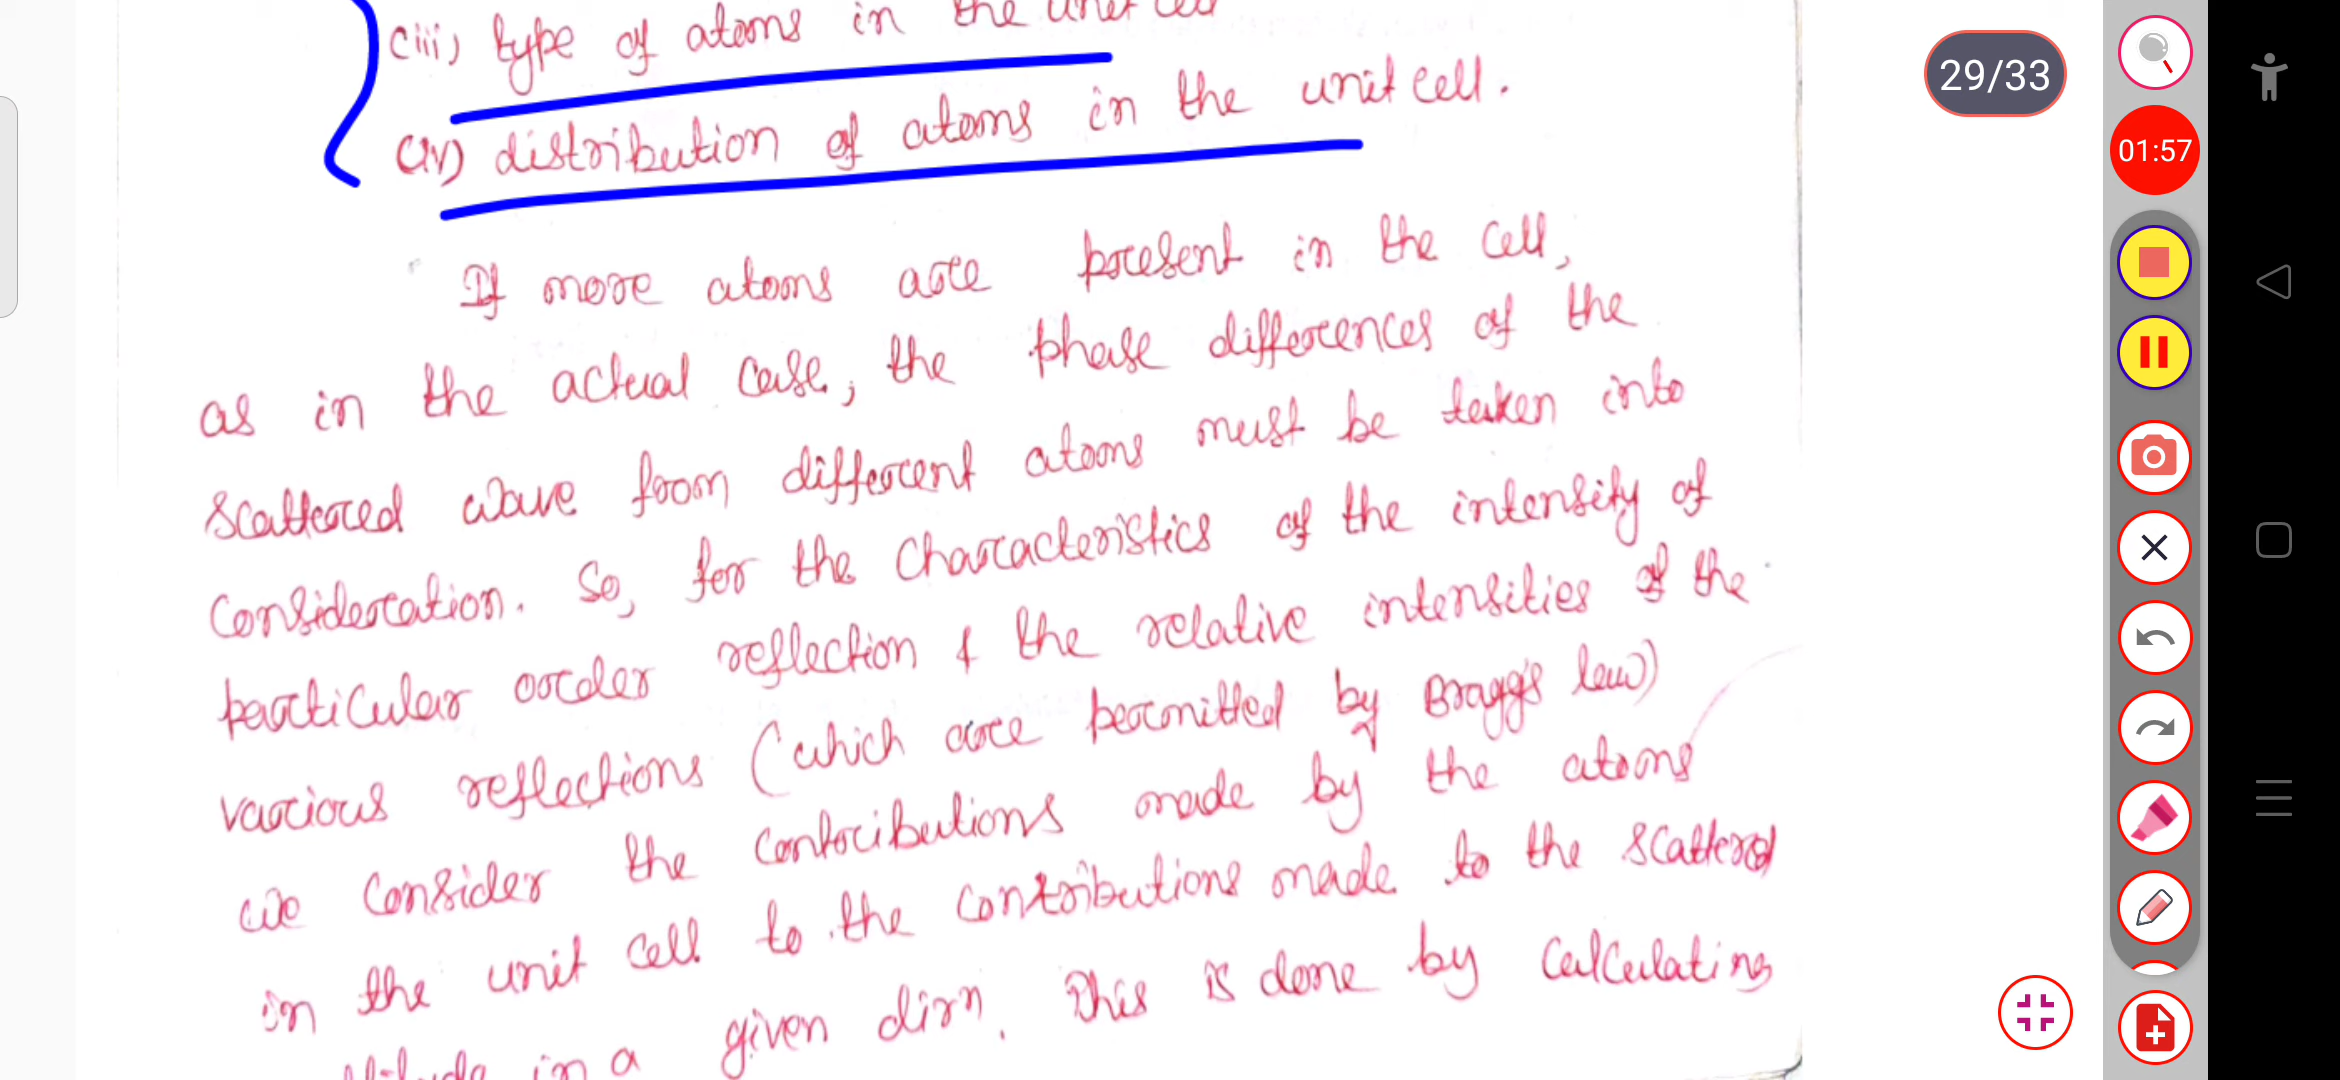 (iii) type of atoms in the unit cell
(iv) distribution of atoms in the unit cell.
If more atoms are present in the cell,
as in the actual case, the phase differences of the
scattered wave from different atoms must be taken into
consideration. So, for the characteristics of the intensity of
particular order reflection & the relative intensities of the
various reflections (which are permitted by Bragg's law)
we consider the contributions made by the atoms
in the unit cell to the contributions made to the scattered
in a given dirn. This is done by calculating
29/33
01:57